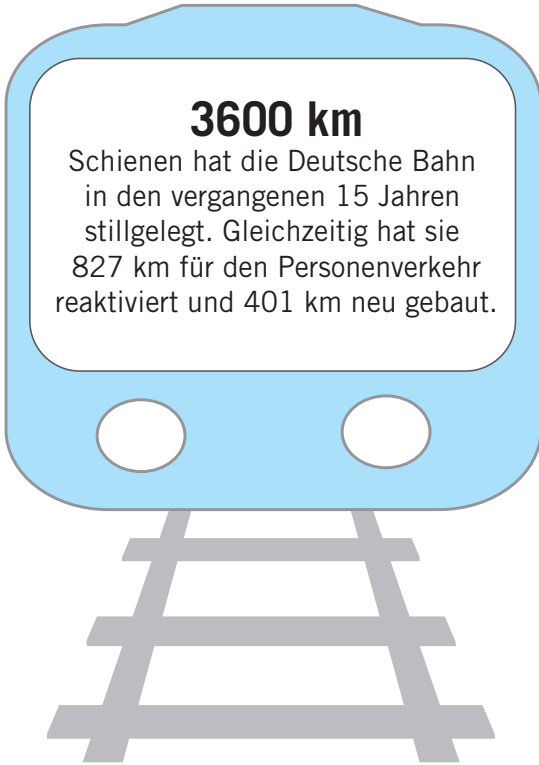 3600 km
Schienen hat die Deutsche Bahn
in den vergangenen 15 Jahren
stillgelegt. Gleichzeitig hat sie
827 km für den Personenverkehr
reaktiviert und 401 km neu gebaut.